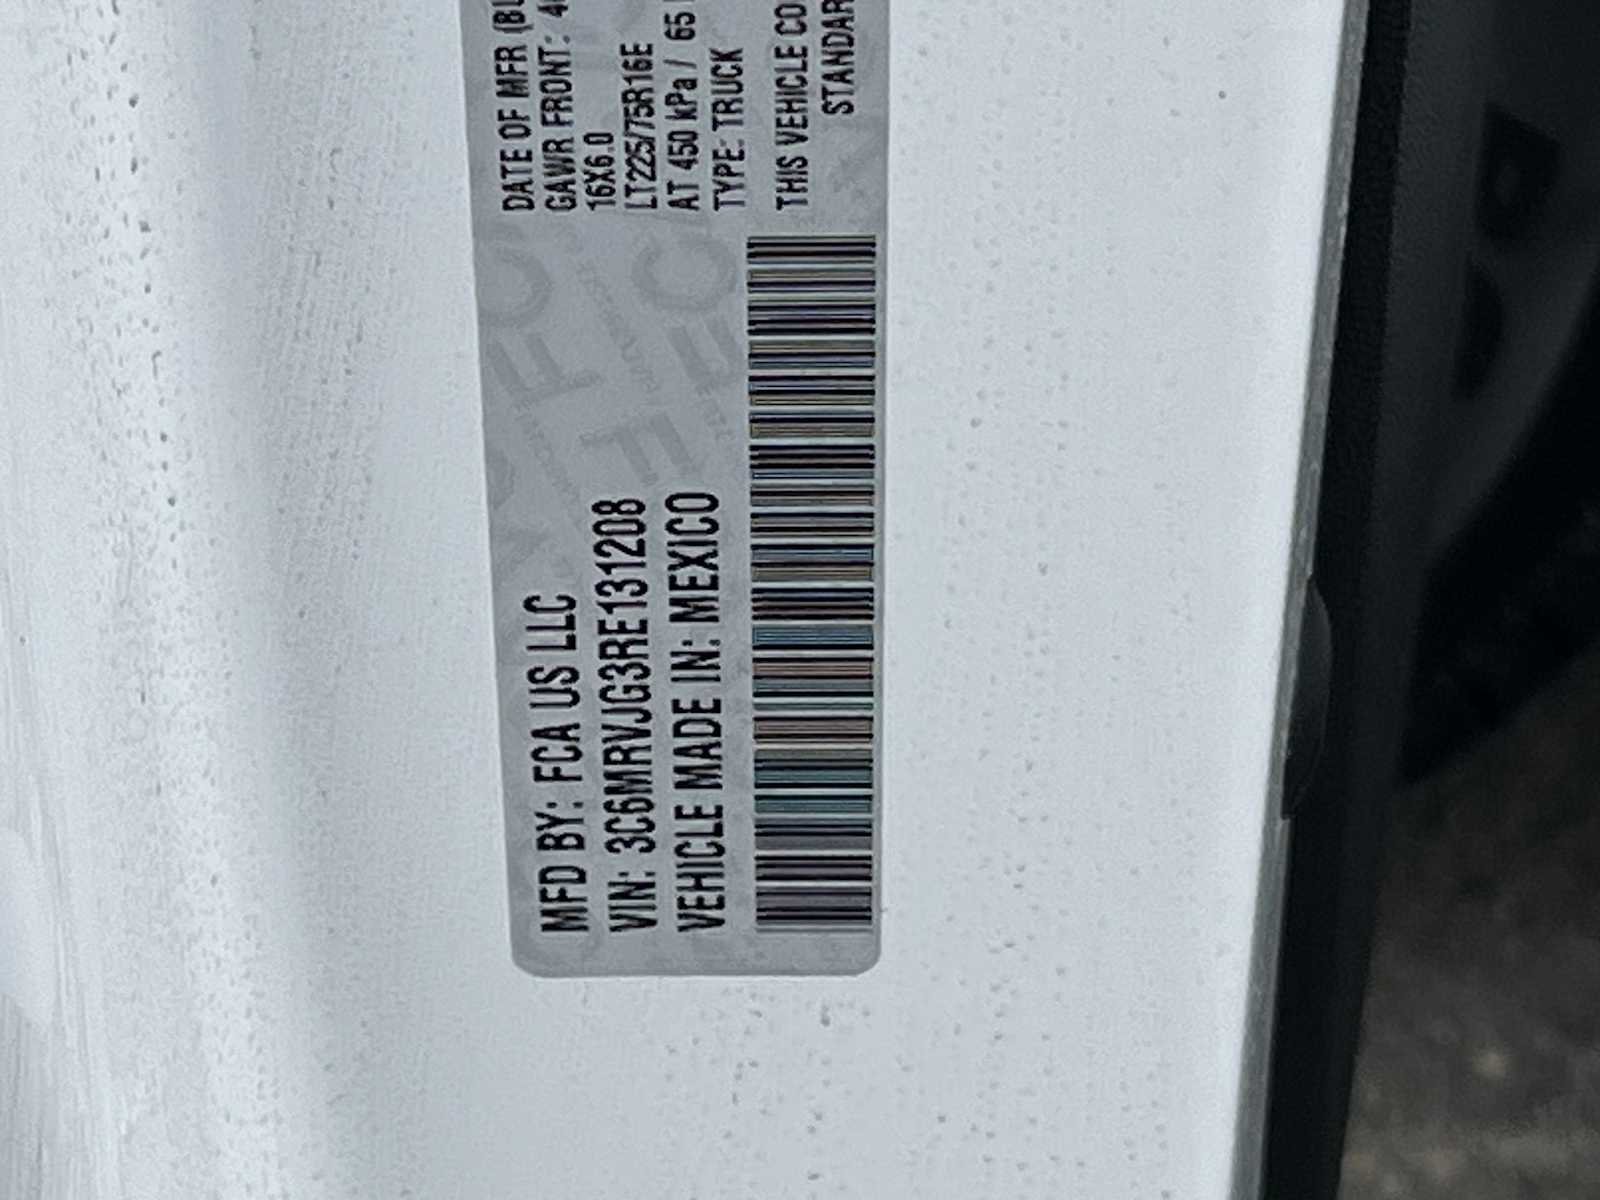 MFD BY: FCA US LLC
VIN: 3C6MRVJG3RE131208
VEHICLE MADE IN: MEXICO
DATE OF MFR
GAWR FRONT:
16X6.0
LT225/75R16E
AT 450 kPa / 65
TYPE: TRUCK
THIS VEHICLE CO
STANDAR